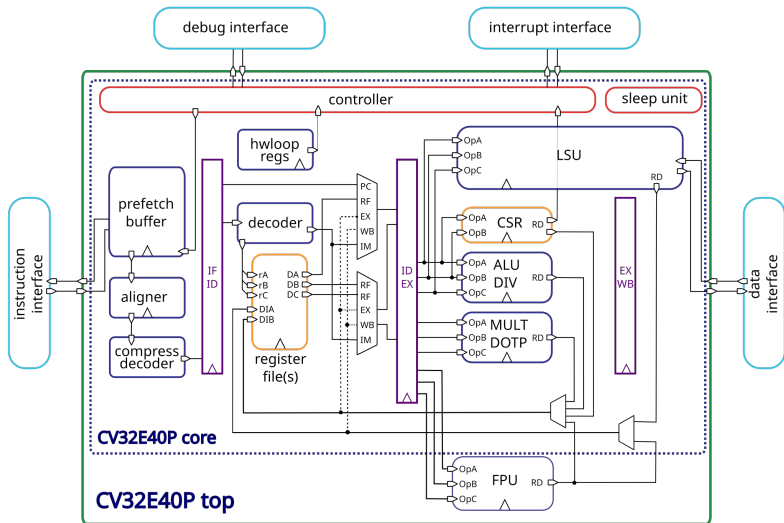 debug interface
interrupt interface
controller
sleep unit
hwloop
regs
LSU
OpA
OpB
OpC
RD
prefetch
buffer
IF
ID
decoder
PC
RF
EX
WB
IM
ID
EX
OpA
OpB
CSR
RD
EX
WB
instruction
interface
data
interface
aligner
compress
decoder
rA
rB
rC
DIA
DIB
DA
DB
DC
register
file(s)
RF
RF
EX
WB
IM
OpA
OpB
OpC
ALU
DIV
RD
OpA
OpB
OpC
MULT
DOTP
RD
CV32E40P core
OpA
OpB
OpC
FPU
RD
CV32E40P top